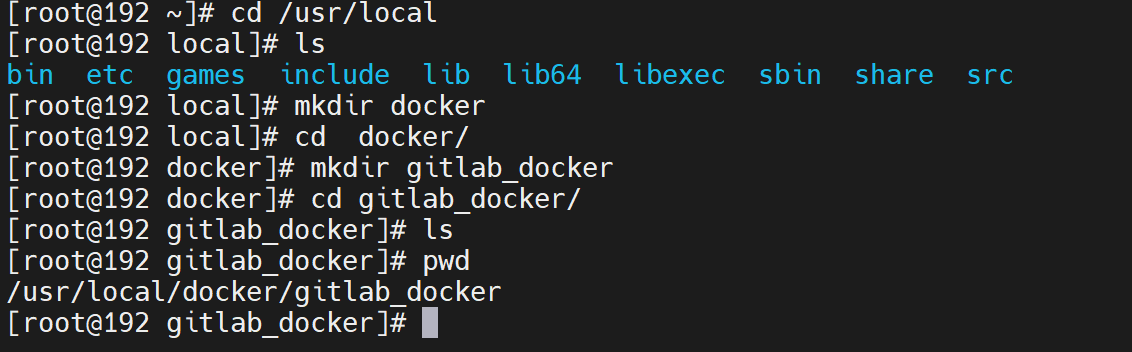 [root@192 ~]# cd /usr/local
[root@192 local]# ls
bin  etc  games  include  lib  lib64  libexec  sbin  share  src
[root@192 local]# mkdir docker
[root@192 local]# cd  docker/
[root@192 docker]# mkdir gitlab_docker
[root@192 docker]# cd gitlab_docker/
[root@192 gitlab_docker]# ls
[root@192 gitlab_docker]# pwd
/usr/local/docker/gitlab_docker
[root@192 gitlab_docker]#